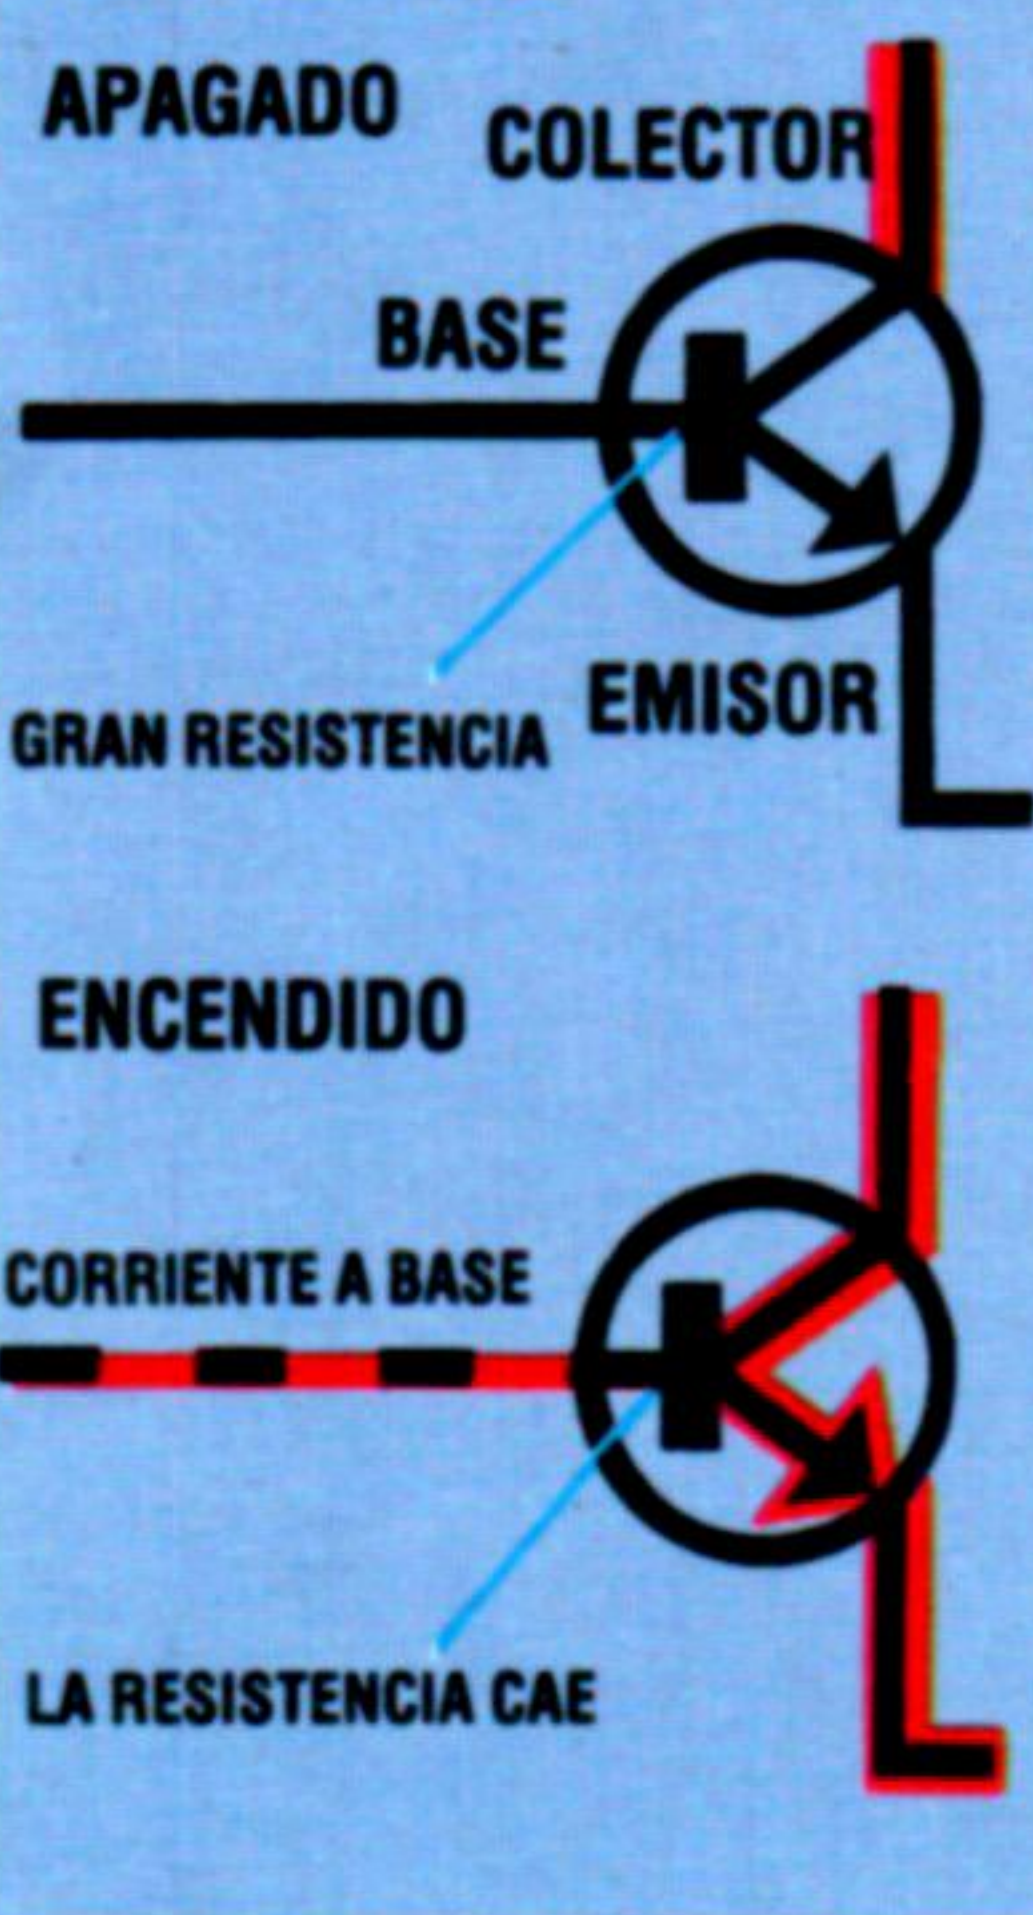 APAGADO
COLECTOR
BASE
EMISOR
GRAN RESISTENCIA
ENCENDIDO
CORRIENTE A BASE
LA RESISTENCIA CAE